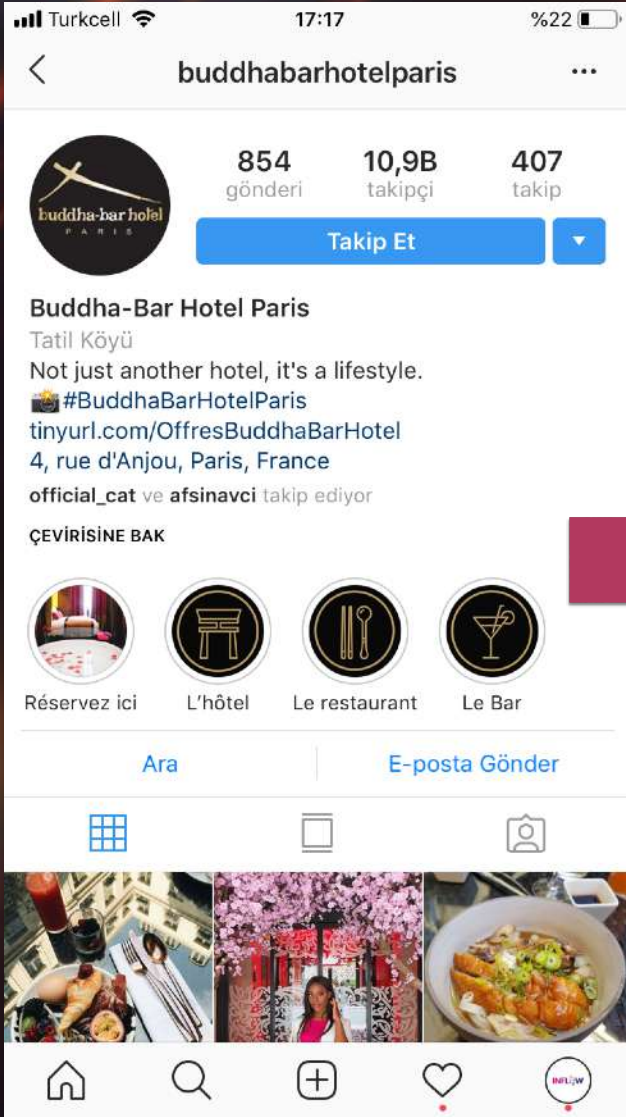 Turkcell 17:17 %22
buddhabarhotelparis
buddha-bar hotel
PARIS
854 10,9B 407
gönderi takipçi takip
Takip Et
Buddha-Bar Hotel Paris
Tatil Köyü
Not just another hotel, it's a lifestyle.
📸#BuddhaBarHotelParis
tinyurl.com/OffresBuddhaBarHotel
4, rue d'Anjou, Paris, France
official_cat ve afsinavci takip ediyor
ÇEVİRİSİNE BAK
Réservez ici L'hôtel Le restaurant Le Bar
Ara E-posta Gönder
INFLOW